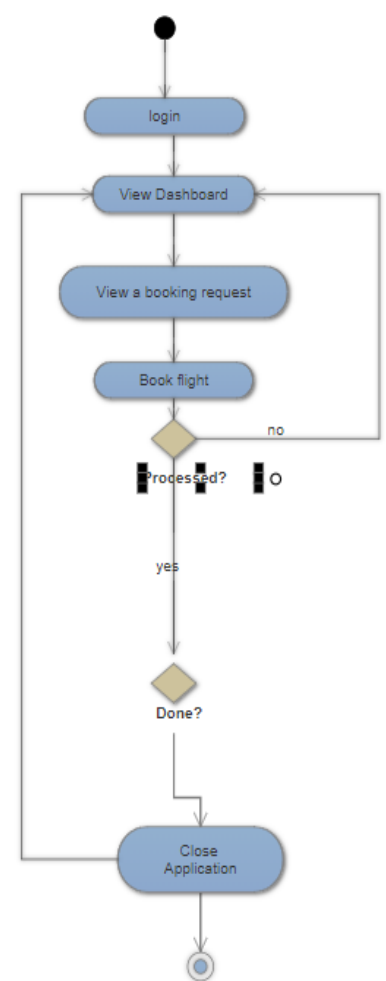 login
View Dashboard
View a booking request
Book flight
no
Processed?
yes
Done?
Close
Application